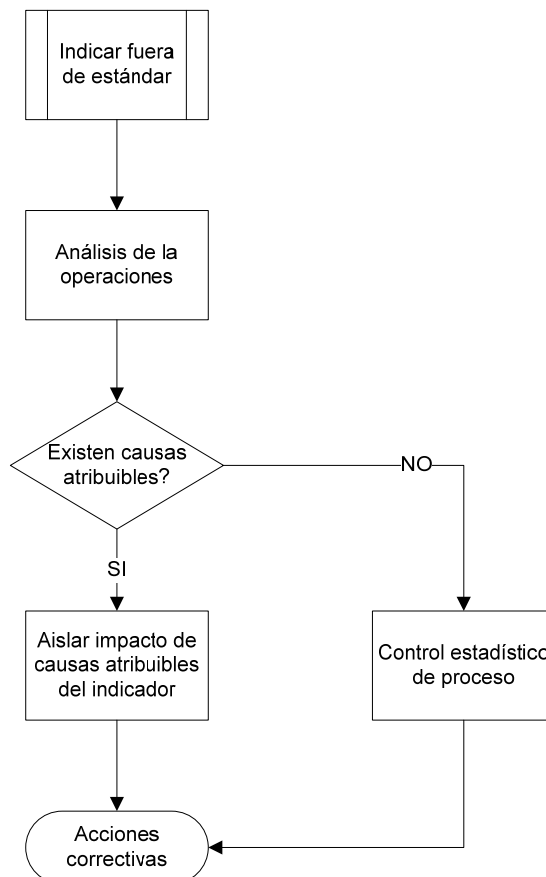 Indicar fuera
de estándar
Análisis de la
operaciones
Existen causas
atribuibles?
NO
SI
Aislar impacto de
causas atribuibles
del indicador
Control estadístico
de proceso
Acciones
correctivas